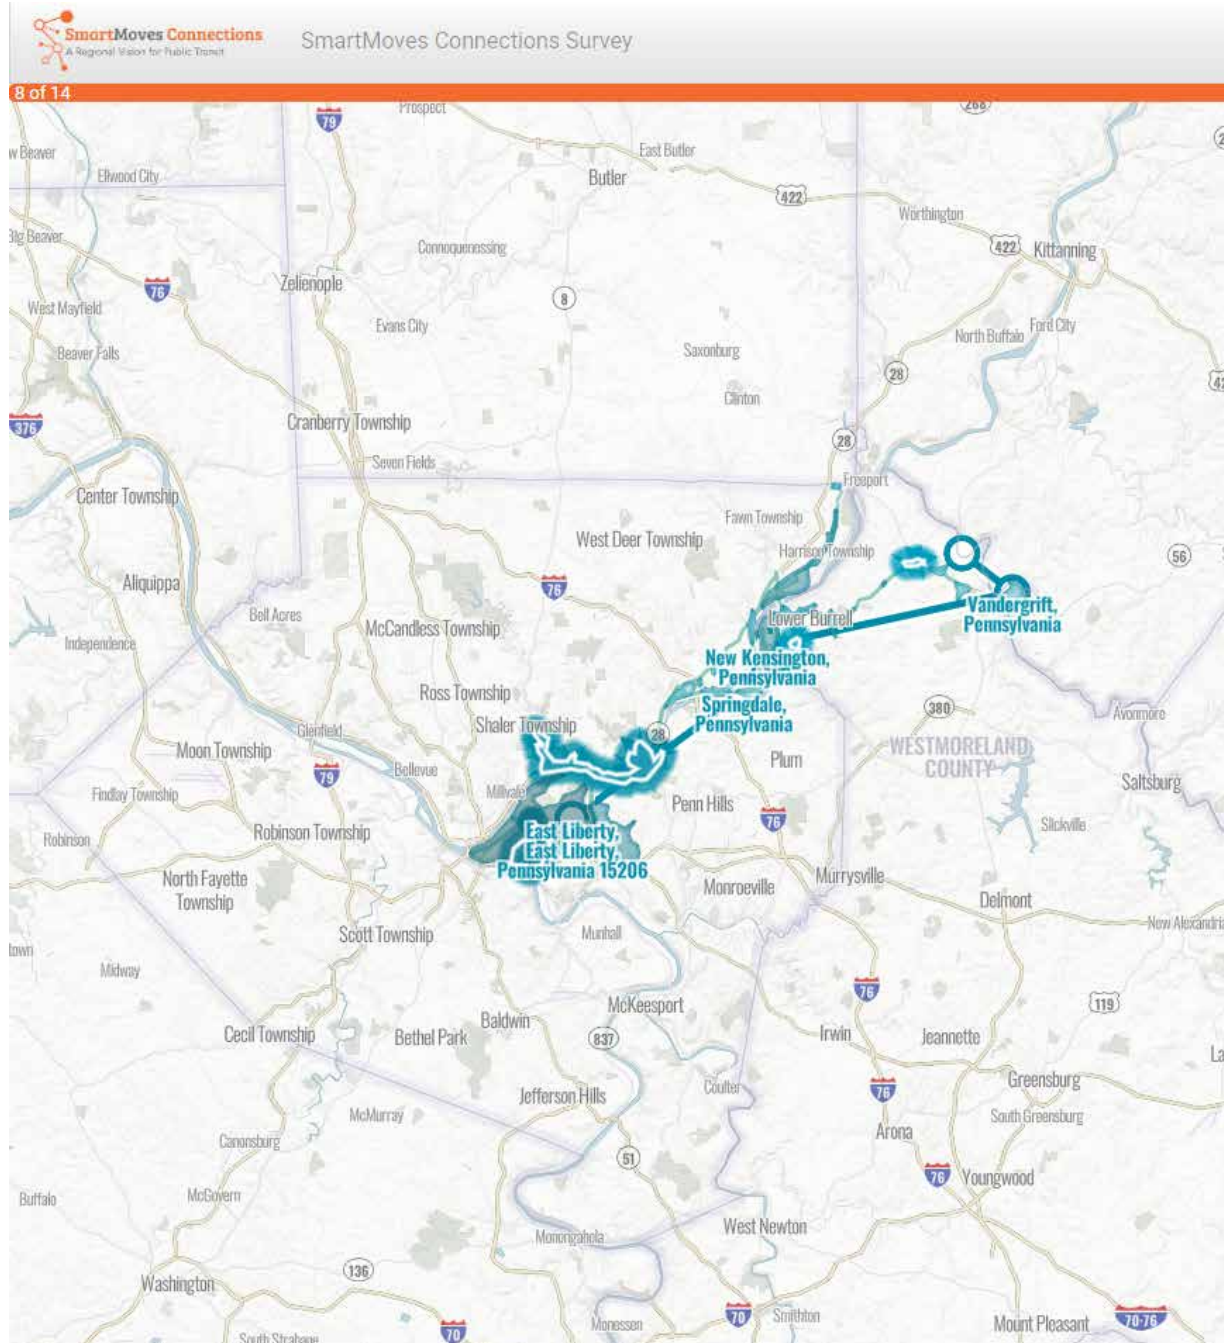 SmartMoves Connections
A Regional Vision for Public Transit
SmartMoves Connections Survey
8 of 14
Prospect
268
79
w Beaver
East Butler
Ellwood City
Butler
422
Worthington
Big Beaver
Connoquenessing
422
Kittanning
Zelienople
76
8
West Mayfield
Evans City
Ford City
North Buffalo
Beaver Falls
Saxonburg
28
42
Clinton
376
Cranberry Township
28
Seven Fields
Freeport
Center Township
Fawn Township
West Deer Township
Harrison Township
56
Aliquippa
76
Bell Acres
Vandergrift,
Pennsylvania
Lower Burrell
McCandless Township
Independence
New Kensington,
Pennsylvania
Ross Township
Springdale,
Pennsylvania
380
Avonmore
Shaler Township
28
Glenfield
Moon Township
WESTMORELAND
COUNTY
Plum
Bellevue
79
Saltsburg
Findlay Township
Millvale
Penn Hills
76
Slickville
Robinson Township
Robinson
East Liberty,
East Liberty,
Pennsylvania 15206
North Fayette
Township
Monroeville
Murrysville
Delmont
New Alexandria
Scott Township
Munhall
town
Midway
76
McKeesport
119
Cecil Township
Bethel Park
Baldwin
837
Irwin
Jeannette
La
Greensburg
Coulter
76
Jefferson Hills
McMurray
South Greensburg
Arona
Canonsburg
51
76
Youngwood
Buffalo
McGovern
West Newton
Monongahela
136
Washington
70
Smithton
Mount Pleasant
70-76
Monessen
70
South Strabane